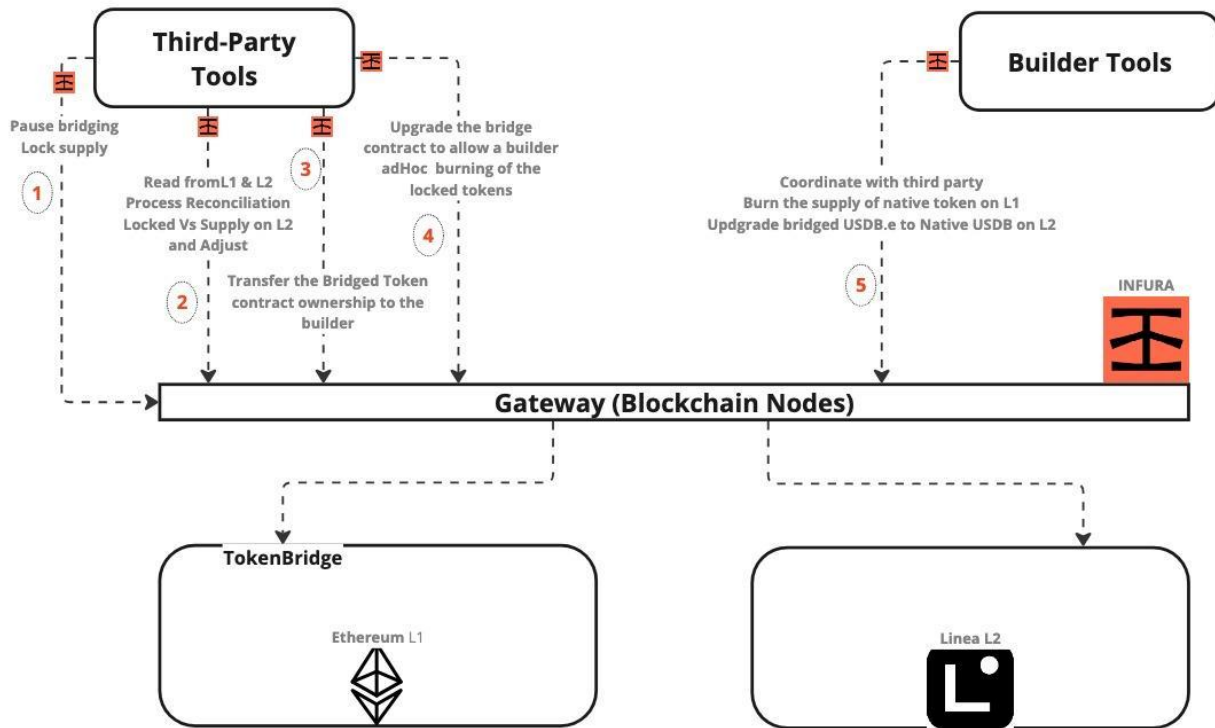 Third-Party
Tools
Builder Tools
Pause bridging
Lock supply
1
Read fromL1 & L2
Process Reconciliation
Locked Vs Supply on L2
and Adjust
2
3
Transfer the Bridged Token
contract ownership to the
builder
Upgrade the bridge
contract to allow a builder
adHoc burning of the
locked tokens
4
Coordinate with third party
Burn the supply of native token on L1
Updgrade bridged USDB.e to Native USDB on L2
5
INFURA
Gateway (Blockchain Nodes)
TokenBridge
Ethereum L1
Linea L2